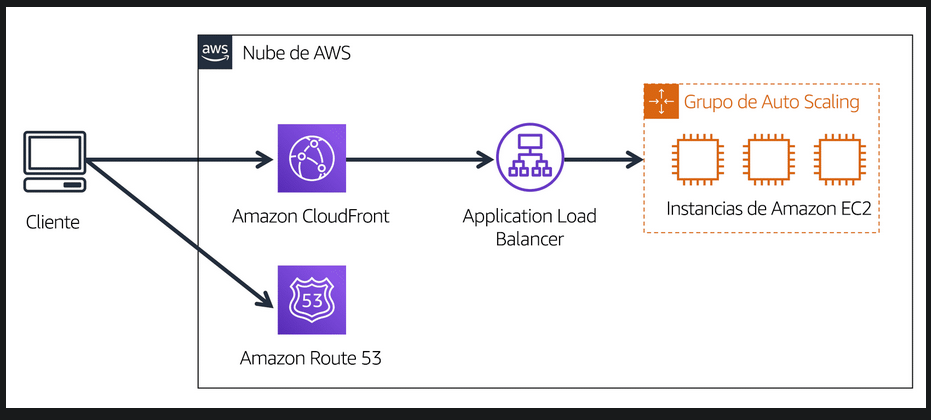 aws
Nube de AWS
Grupo de Auto Scaling
Instancias de Amazon EC2
Cliente
Amazon CloudFront
Application Load
Balancer
53
Amazon Route 53